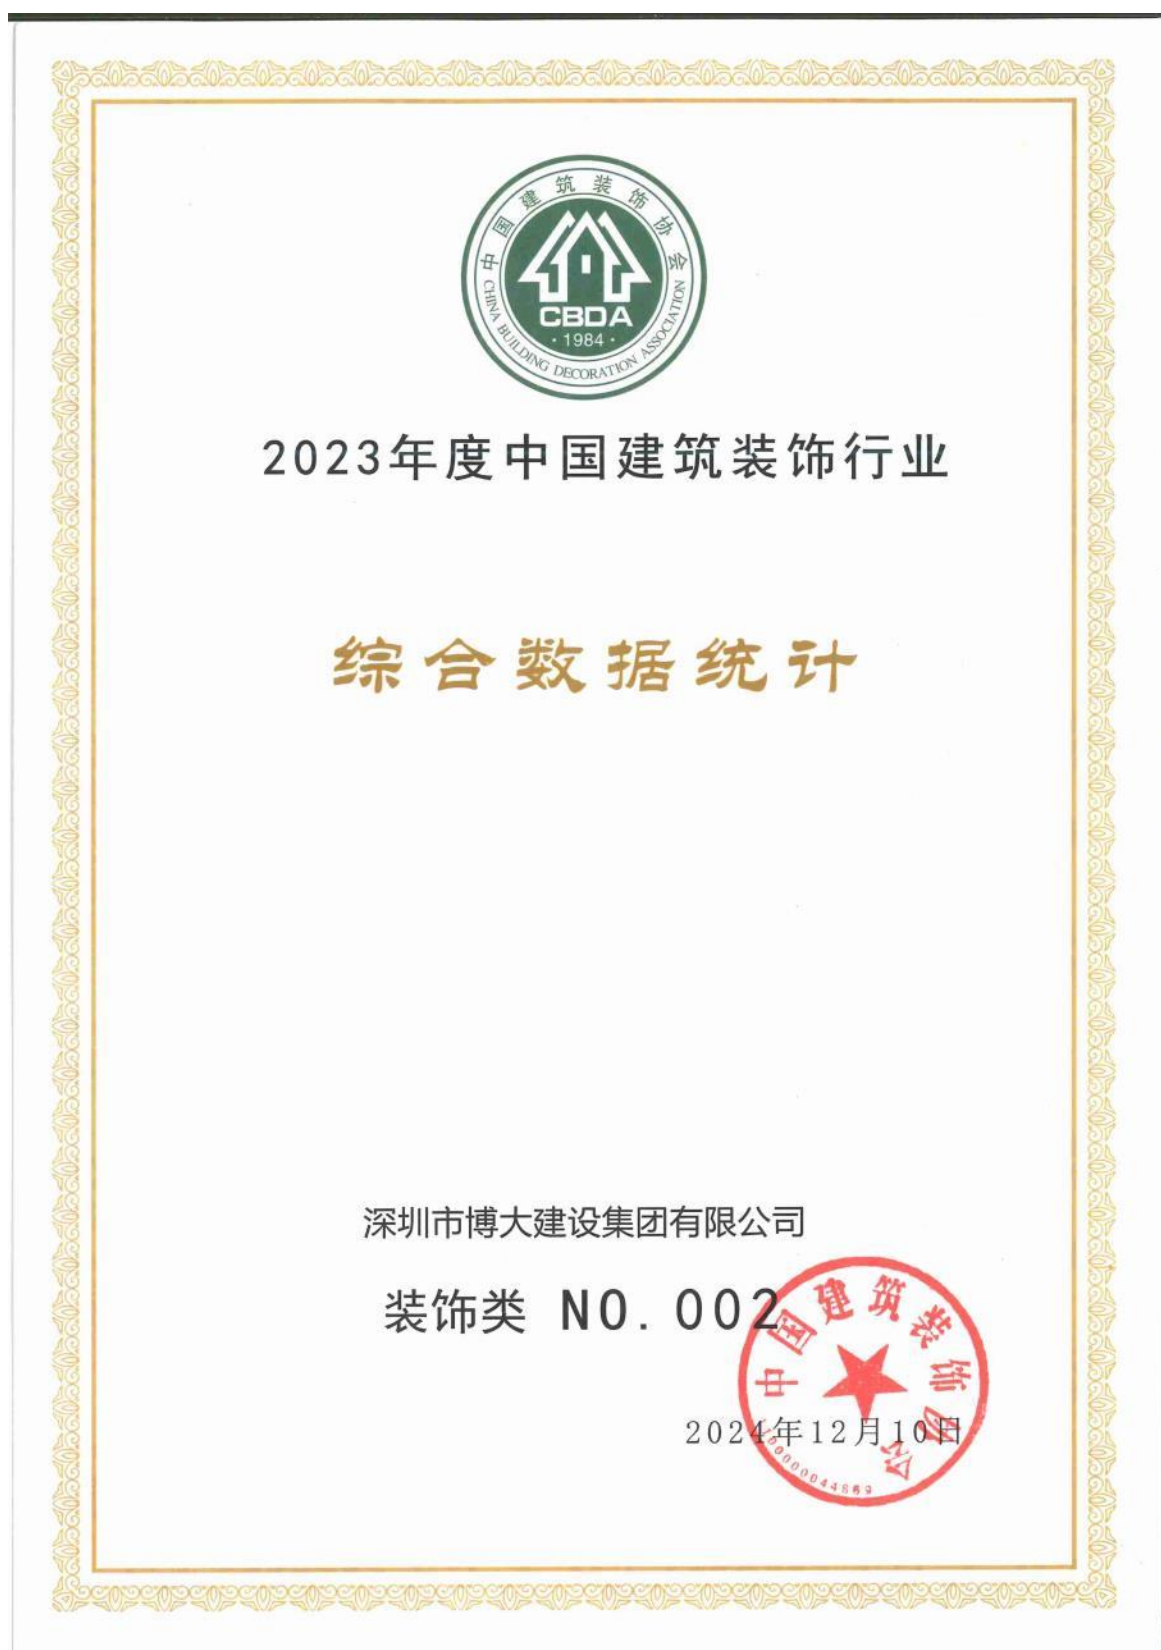 中国建筑装饰协会
CBDA
·1984·
CHINA BUILDING DECORATION ASSOCIATION
2023年度中国建筑装饰行业
综合数据统计
深圳市博大建设集团有限公司
装饰类 NO.002
中国建筑装饰协会
2024年12月10日